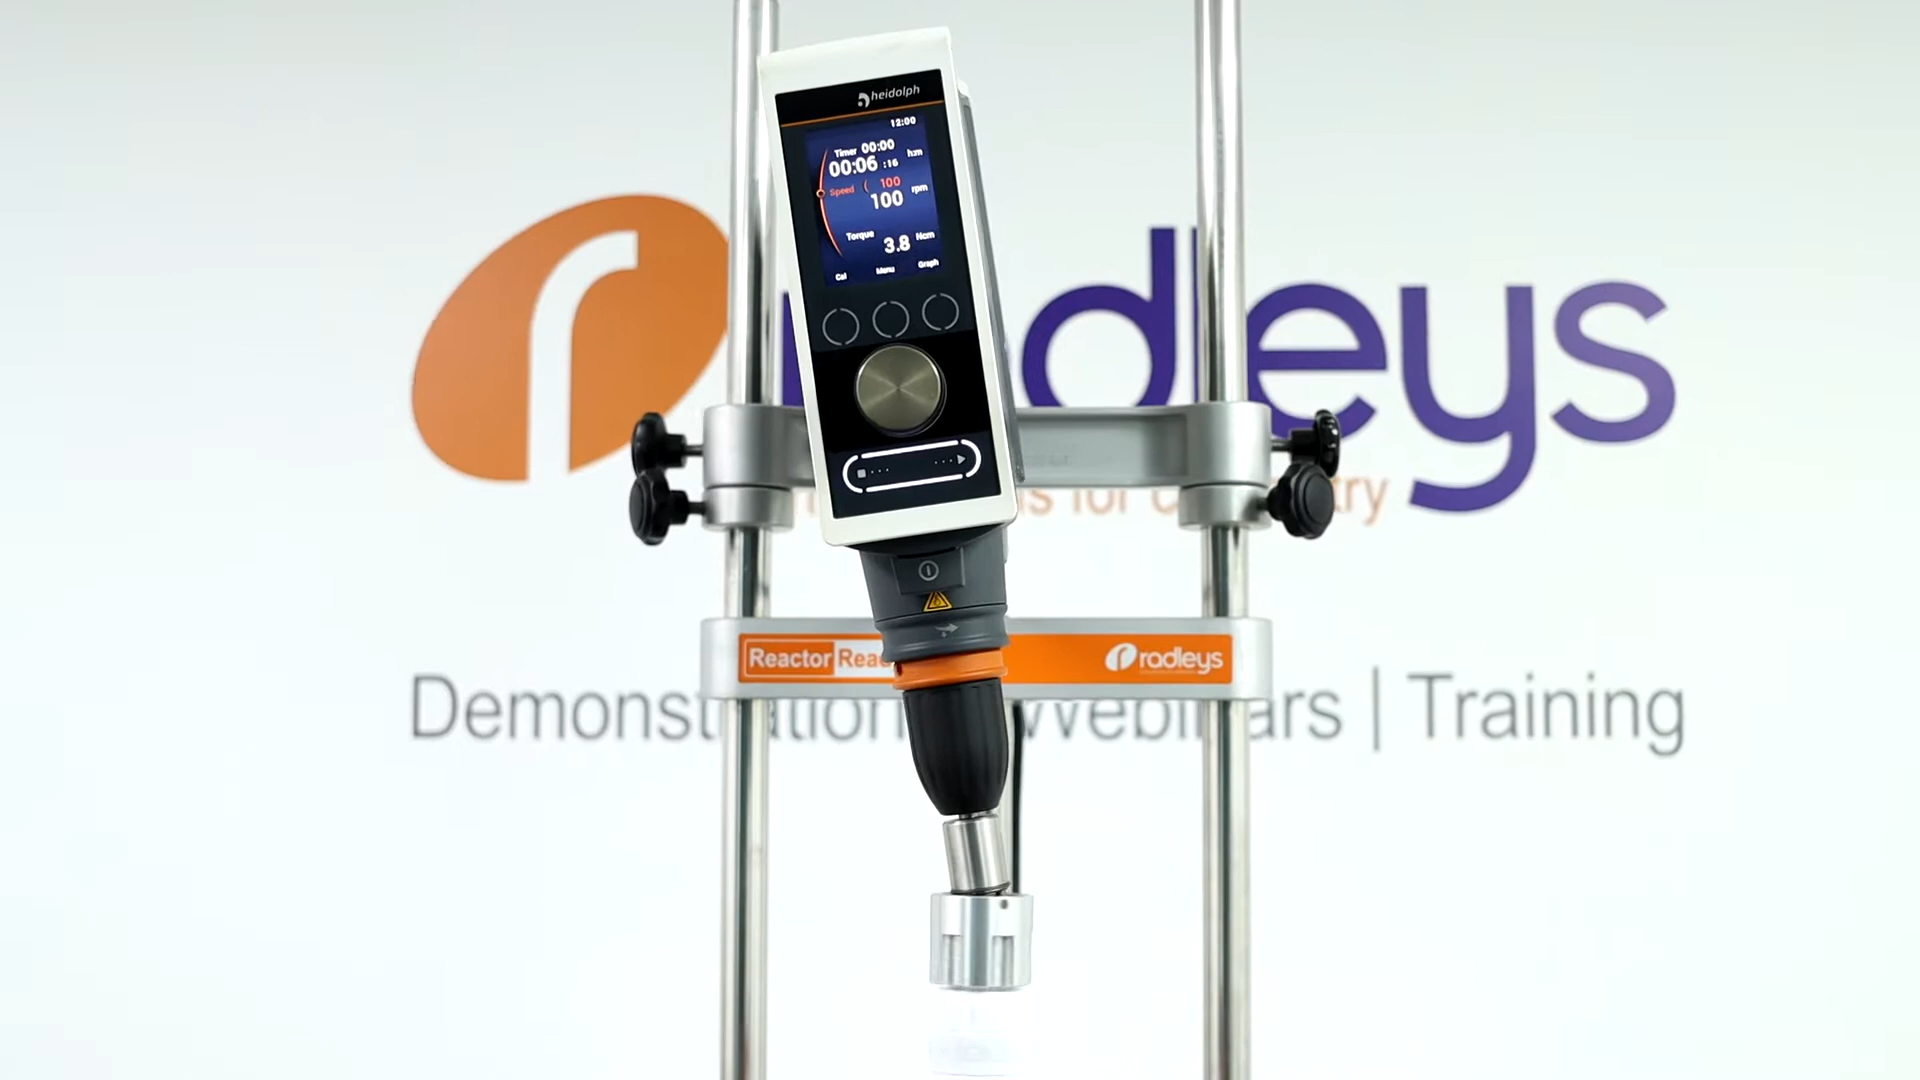 heidolph
12:00
Timer 00:00
00:06 :16 h:m
Speed 100
100 rpm
Torque
3.8 Ncm
Cal Menu Graph
radleys
Reactor radleys
Training